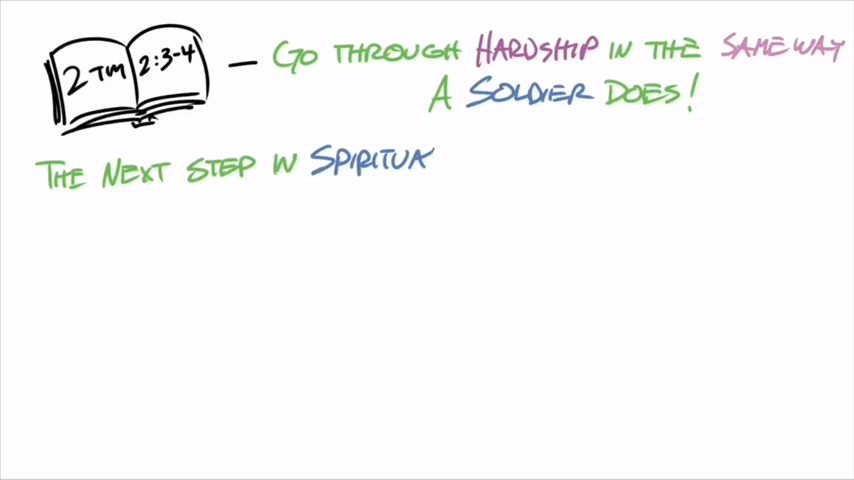 2 Tim 2:3-4 — GO THROUGH HARDSHIP IN THE SAME WAY
A SOLDIER DOES!
THE NEXT STEP IN SPIRITUA